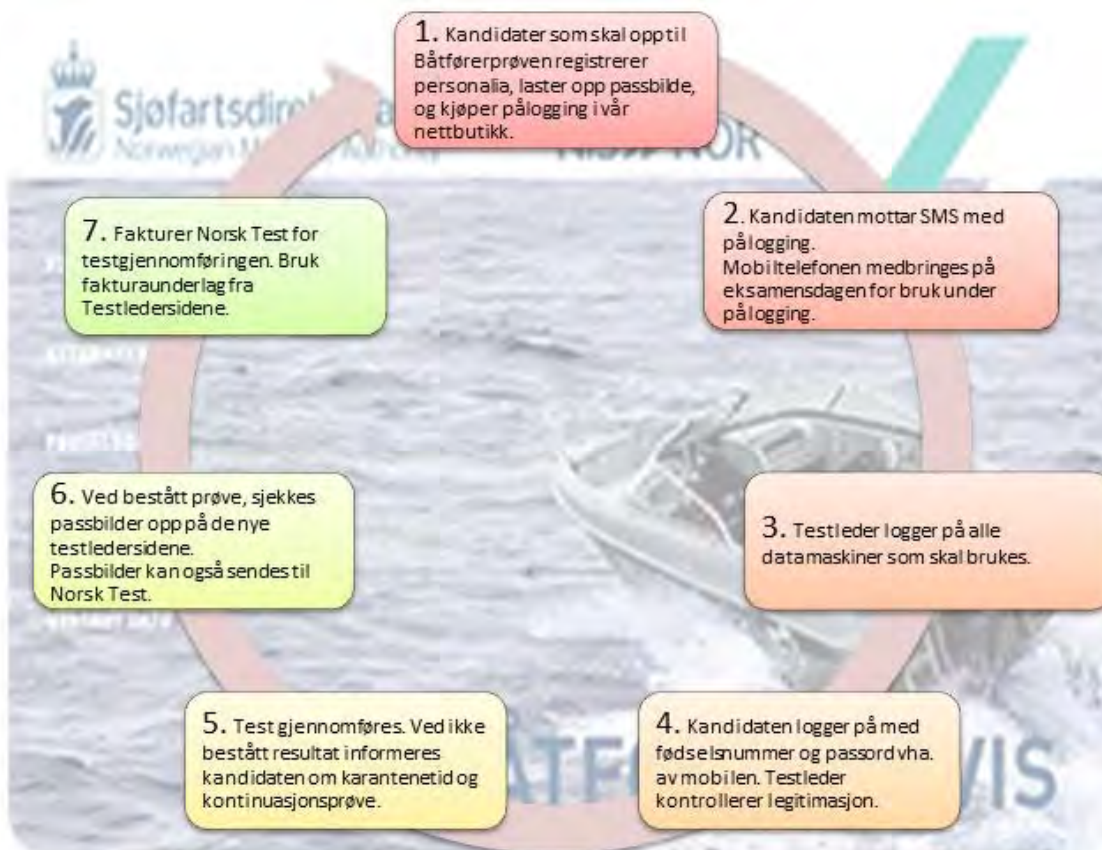 1. Kandidater som skal opp til
Båtførerprøven registrerer
personalia, laster opp passbilde,
og kjøper pålogging i vår
nettbutikk.
Sjøfartsdir
Norwegian
NOR
2. Kandidaten mottar SMS med
pålogging.
Mobiltelefonen medbringes på
eksamensdagen for bruk under
pålogging.
3. Testleder logger på alle
datamaskiner som skal brukes.
4. Kandidaten logger på med
fødselsnummer og passord vha.
av mobilen. Testleder
kontrollerer legitimasjon.
5. Test gjennomføres. Ved ikke
bestått resultat informeres
kandidaten om karantenetid og
kontinuasjonsprøve.
6. Ved bestått prøve, sjekkes
passbilder opp på de nye
testledersidene.
Passbilder kan også sendes til
Norsk Test.
7. Fakturer Norsk Test for
testgjennomføringen. Bruk
fakturaunderlag fra
Testledersidene.
ATF
VIS